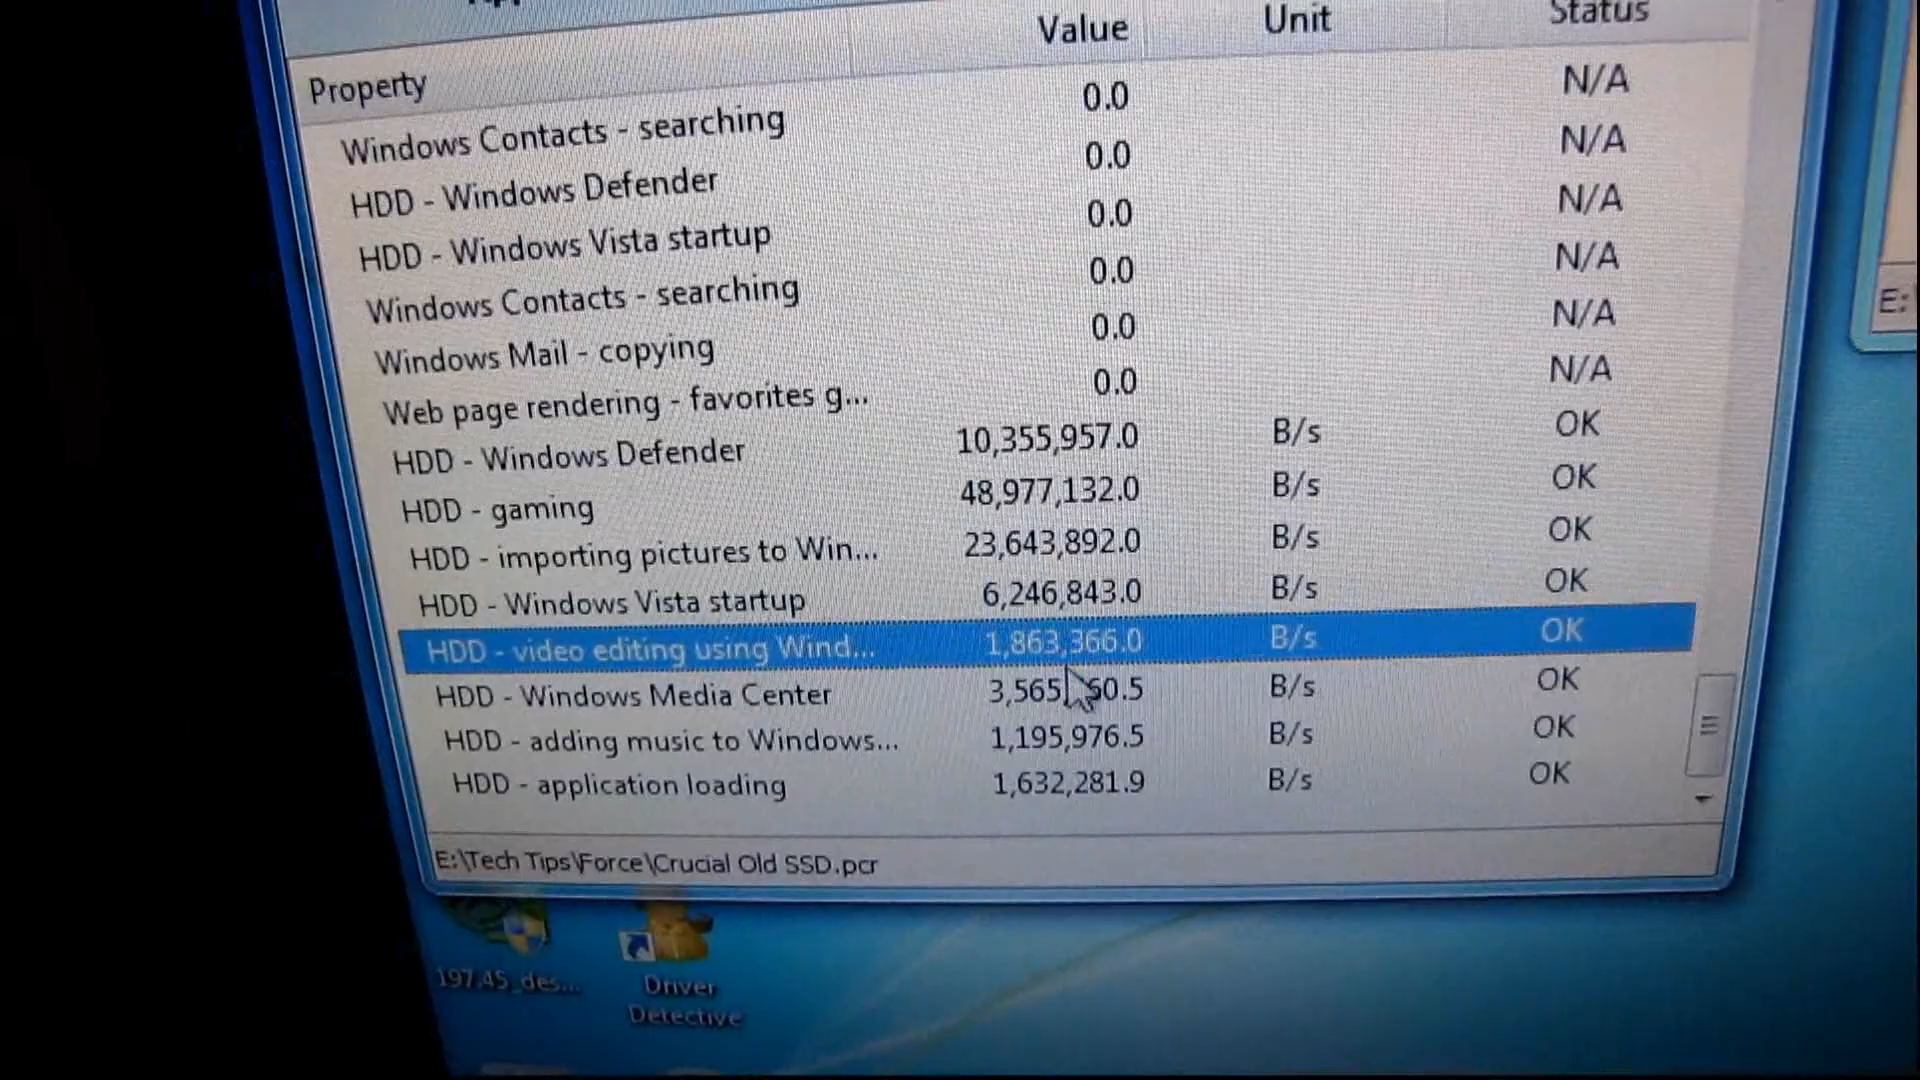 Property Value Unit Status
Windows Contacts - searching 0.0 N/A
HDD - Windows Defender 0.0 N/A
HDD - Windows Vista startup 0.0 N/A
Windows Contacts - searching 0.0 N/A
Windows Mail - copying 0.0 N/A
Web page rendering - favorites g... 0.0 N/A
HDD - Windows Defender 10,355,957.0 B/s OK
HDD - gaming 48,977,132.0 B/s OK
HDD - importing pictures to Win... 23,643,892.0 B/s OK
HDD - Windows Vista startup 6,246,843.0 B/s OK
HDD - video editing using Wind... 1,863,366.0 B/s OK
HDD - Windows Media Center B/s OK
HDD - adding music to Windows... 1,195,976.5 B/s OK
HDD - application loading 1,632,281.9 B/s OK
E:\Tech Tips\Force\Crucial Old SSD.pcr
E:
197.45_des...
Driver
Detective